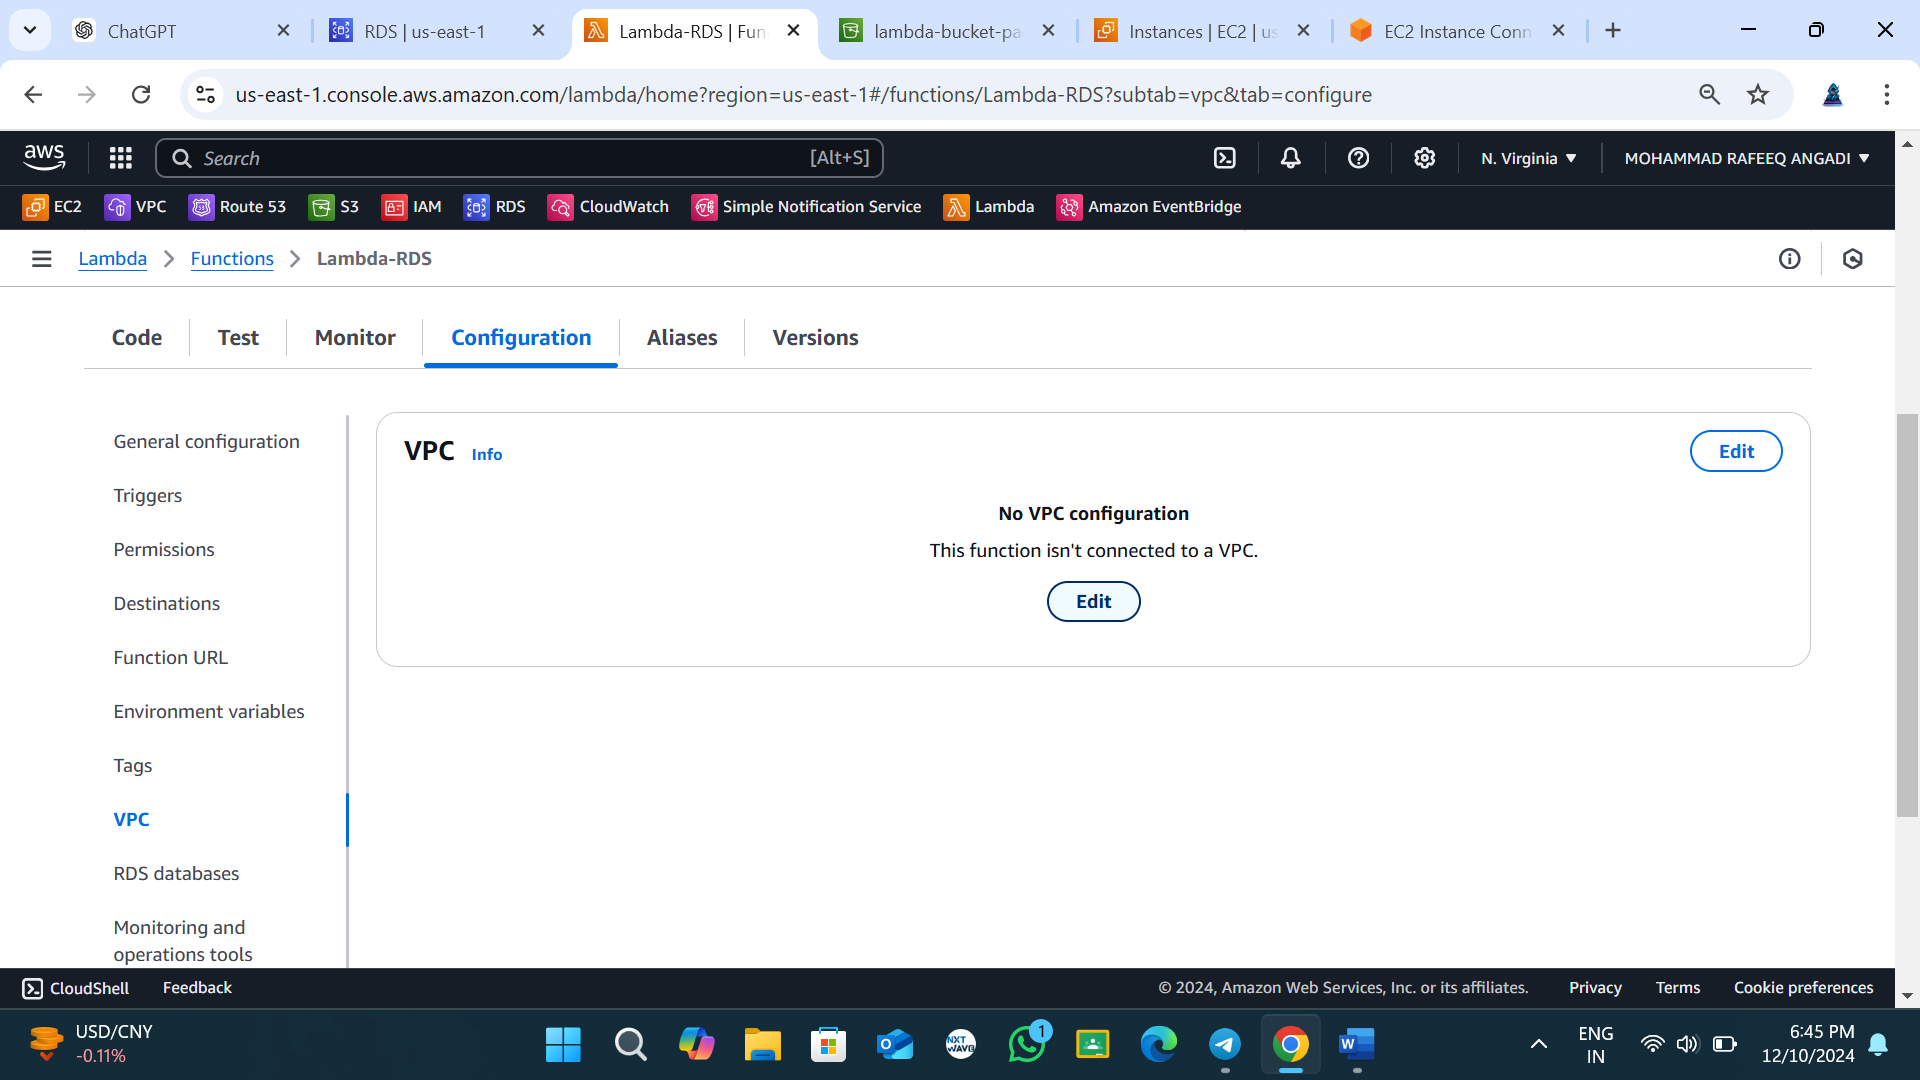 ChatGPT
RDS | us-east-1
Lambda-RDS | Fun
lambda-bucket-pa
Instances | EC2 | us
EC2 Instance Conn
us-east-1.console.aws.amazon.com/lambda/home?region=us-east-1#/functions/Lambda-RDS?subtab=vpc&tab=configure
aws
Search
[Alt+S]
N. Virginia
MOHAMMAD RAFEEQ ANGADI
EC2
VPC
Route 53
S3
IAM
RDS
CloudWatch
Simple Notification Service
Lambda
Amazon EventBridge
Lambda
Functions
Lambda-RDS
Code
Test
Monitor
Configuration
Aliases
Versions
General configuration
Triggers
Permissions
Destinations
Function URL
Environment variables
Tags
VPC
RDS databases
Monitoring and
operations tools
VPC Info
Edit
No VPC configuration
This function isn't connected to a VPC.
Edit
CloudShell
Feedback
© 2024, Amazon Web Services, Inc. or its affiliates.
Privacy
Terms
Cookie preferences
USD/CNY
-0.11%
NXT
WAVE
1
ENG
IN
6:45 PM
12/10/2024